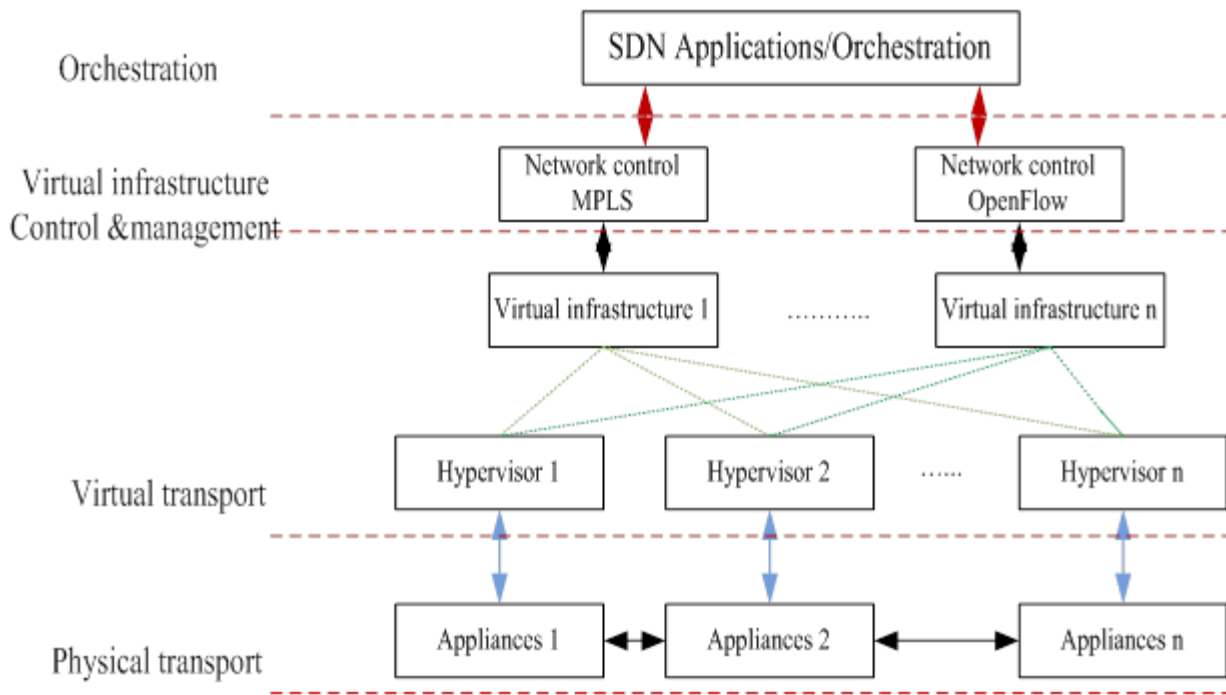 SDN Applications/Orchestration
Orchestration
Network control
MPLS
Network control
OpenFlow
Virtual infrastructure
Control &management
Virtual infrastructure 1
………..
Virtual infrastructure n
Hypervisor 1
Hypervisor 2
…...
Hypervisor n
Virtual transport
Appliances 1
Appliances 2
Appliances n
Physical transport